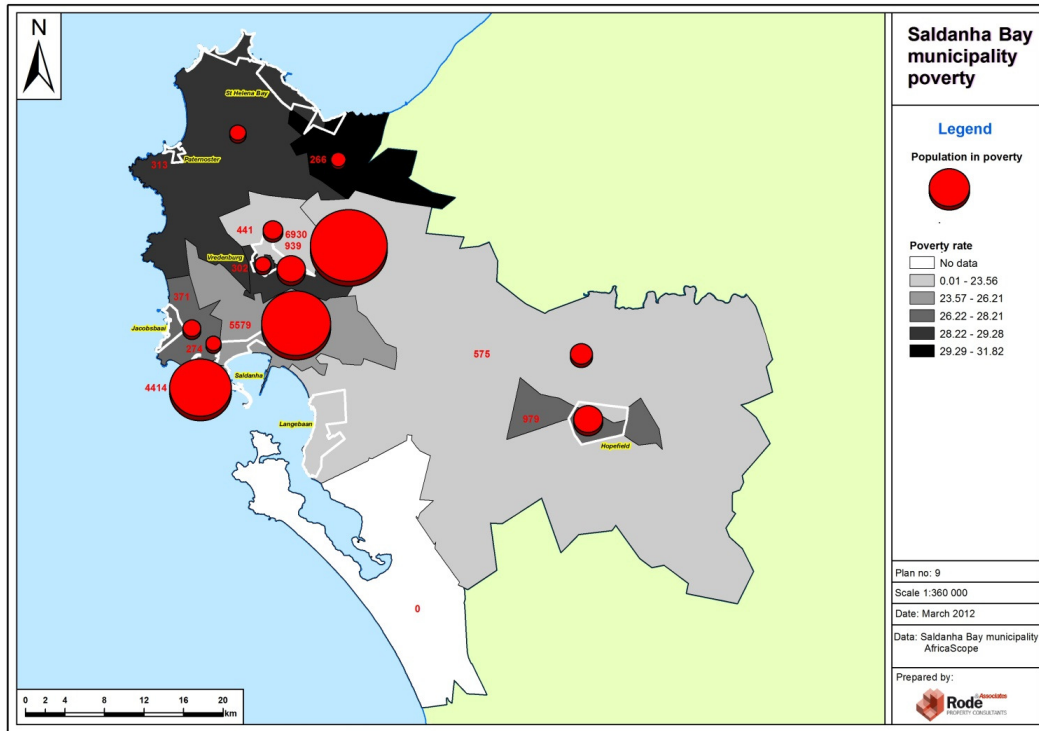 N
Saldanha Bay
municipality
poverty
Legend
Population in poverty
Poverty rate
No data
0.01 - 23.56
23.57 - 26.21
26.22 - 28.21
28.22 - 29.28
29.29 - 31.82
St Helena Bay
Paternoster
313
266
441
6930
939
Vredenburg
302
371
Jacobsbaai
5579
274
Saldanha
4414
575
Langebaan
979
Hopefield
0
0 2 4 8 12 16 20
km
Plan no: 9
Scale 1:360 000
Date: March 2012
Data: Saldanha Bay municipality
AfricaScope
Prepared by:
Rode &Associates
PROPERTY CONSULTANTS